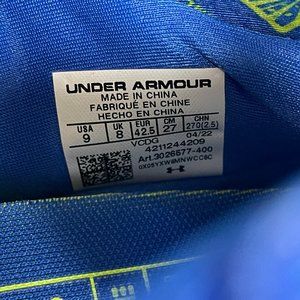 UNDER ARMOUR
MADE IN CHINA
FABRIQUÉ EN CHINE
HECHO EN CHINA
USA UK EUR CM CHN
9 8 42.5 27 270(2.5)
VCDG 04/22
4211244209
Art.3026577-400